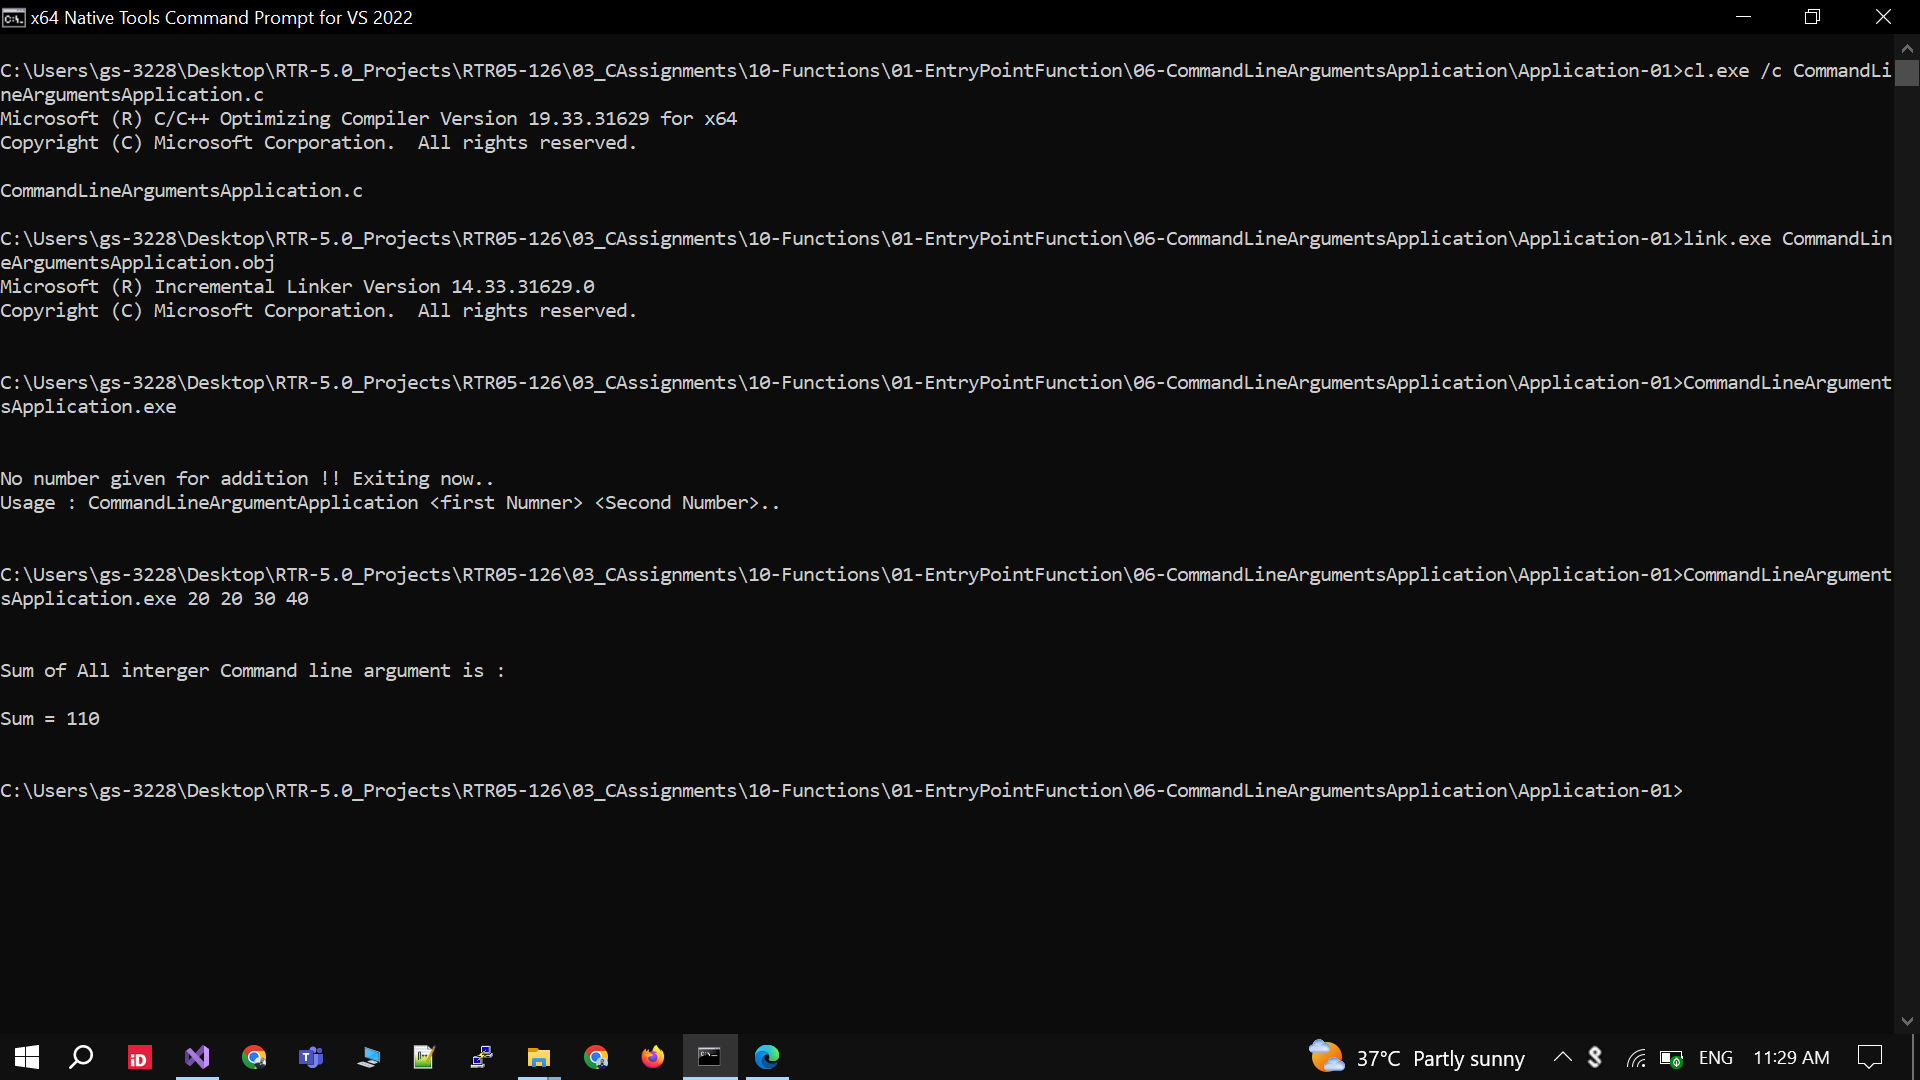 x64 Native Tools Command Prompt for VS 2022
C:\Users\gs-3228\Desktop\RTR-5.0_Projects\RTR05-126\03_CAssignments\10-Functions\01-EntryPointFunction\06-CommandLineArgumentsApplication\Application-01>cl.exe /c CommandLi
neArgumentsApplication.c
Microsoft (R) C/C++ Optimizing Compiler Version 19.33.31629 for x64
Copyright (C) Microsoft Corporation.  All rights reserved.
CommandLineArgumentsApplication.c
C:\Users\gs-3228\Desktop\RTR-5.0_Projects\RTR05-126\03_CAssignments\10-Functions\01-EntryPointFunction\06-CommandLineArgumentsApplication\Application-01>link.exe CommandLin
eArgumentsApplication.obj
Microsoft (R) Incremental Linker Version 14.33.31629.0
Copyright (C) Microsoft Corporation.  All rights reserved.
C:\Users\gs-3228\Desktop\RTR-5.0_Projects\RTR05-126\03_CAssignments\10-Functions\01-EntryPointFunction\06-CommandLineArgumentsApplication\Application-01>CommandLineArgument
sApplication.exe
No number given for addition !! Exiting now..
Usage : CommandLineArgumentApplication <first Numner> <Second Number>..
C:\Users\gs-3228\Desktop\RTR-5.0_Projects\RTR05-126\03_CAssignments\10-Functions\01-EntryPointFunction\06-CommandLineArgumentsApplication\Application-01>CommandLineArgument
sApplication.exe 20 20 30 40
Sum of All interger Command line argument is :
Sum = 110
C:\Users\gs-3228\Desktop\RTR-5.0_Projects\RTR05-126\03_CAssignments\10-Functions\01-EntryPointFunction\06-CommandLineArgumentsApplication\Application-01>
37°C Partly sunny ENG 11:29 AM